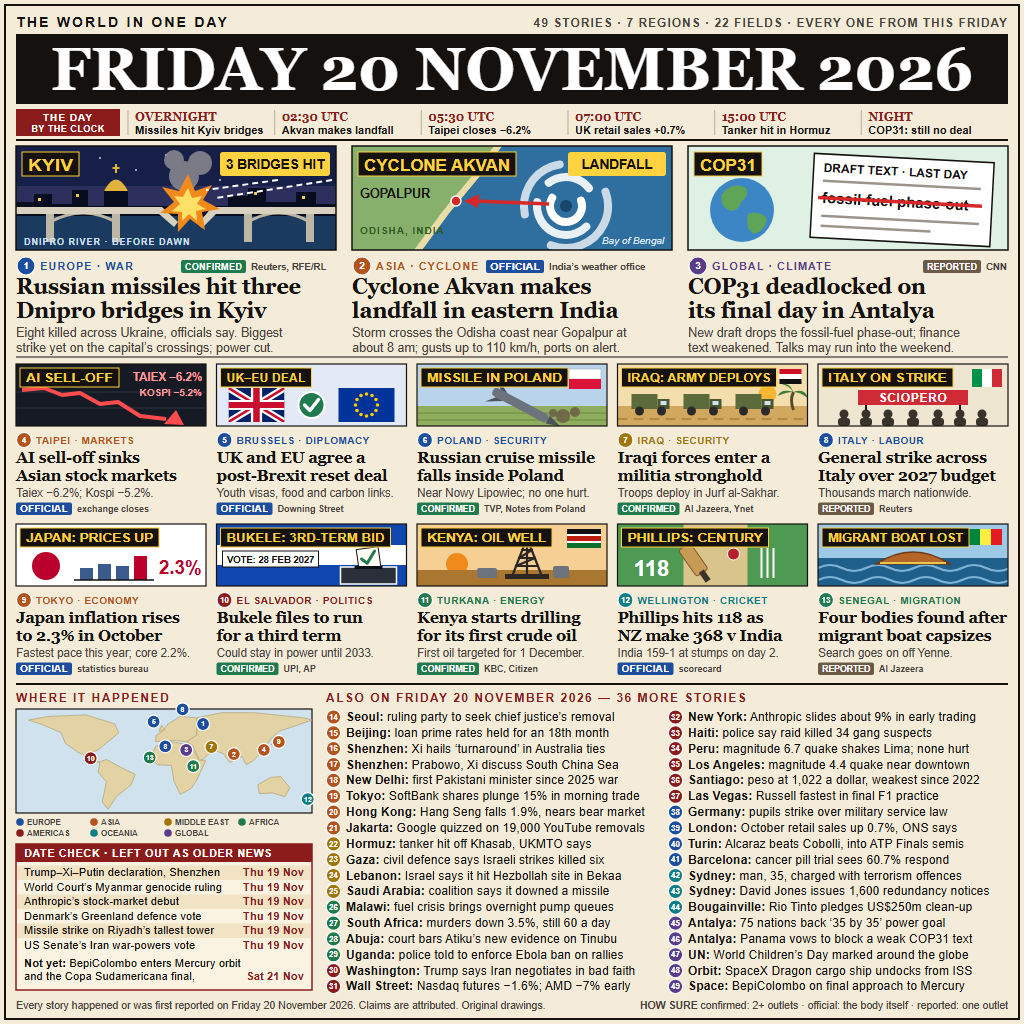 THE WORLD IN ONE DAY
49 STORIES · 7 REGIONS · 22 FIELDS · EVERY ONE FROM THIS FRIDAY
FRIDAY 20 NOVEMBER 2026
THE DAY
BY THE CLOCK
OVERNIGHT
Missiles hit Kyiv bridges
02:30 UTC
Akvan makes landfall
05:30 UTC
Taipei closes −6.2%
07:00 UTC
UK retail sales +0.7%
15:00 UTC
Tanker hit in Hormuz
NIGHT
COP31: still no deal
KYIV
3 BRIDGES HIT
DNIPRO RIVER · BEFORE DAWN
1 EUROPE · WAR CONFIRMED Reuters, RFE/RL
Russian missiles hit three
Dnipro bridges in Kyiv
Eight killed across Ukraine, officials say. Biggest
strike yet on the capital's crossings; power cut.
CYCLONE AKVAN
LANDFALL
GOPALPUR
ODISHA, INDIA
Bay of Bengal
2 ASIA · CYCLONE OFFICIAL India's weather office
Cyclone Akvan makes
landfall in eastern India
Storm crosses the Odisha coast near Gopalpur at
about 8 am; gusts up to 110 km/h, ports on alert.
COP31
DRAFT TEXT · LAST DAY
fossil-fuel phase-out
3 GLOBAL · CLIMATE REPORTED CNN
COP31 deadlocked on
its final day in Antalya
New draft drops the fossil-fuel phase-out; finance
text weakened. Talks may run into the weekend.
AI SELL-OFF
TAIEX −6.2%
KOSPI −5.2%
4 TAIPEI · MARKETS
AI sell-off sinks
Asian stock markets
Taiex −6.2%; Kospi −5.2%.
OFFICIAL exchange closes
UK–EU DEAL
5 BRUSSELS · DIPLOMACY
UK and EU agree a
post-Brexit reset deal
Youth visas, food and carbon links.
OFFICIAL Downing Street
MISSILE IN POLAND
6 POLAND · SECURITY
Russian cruise missile
falls inside Poland
Near Nowy Lipowiec; no one hurt.
CONFIRMED TVP, Notes from Poland
IRAQ: ARMY DEPLOYS
7 IRAQ · SECURITY
Iraqi forces enter a
militia stronghold
Troops deploy in Jurf al-Sakhar.
CONFIRMED Al Jazeera, Ynet
ITALY ON STRIKE
SCIOPERO
8 ITALY · LABOUR
General strike across
Italy over 2027 budget
Thousands march nationwide.
REPORTED Reuters
JAPAN: PRICES UP
2.3%
9 TOKYO · ECONOMY
Japan inflation rises
to 2.3% in October
Fastest pace this year; core 2.2%.
OFFICIAL statistics bureau
BUKELE: 3RD-TERM BID
VOTE: 28 FEB 2027
10 EL SALVADOR · POLITICS
Bukele files to run
for a third term
Could stay in power until 2033.
CONFIRMED UPI, AP
KENYA: OIL WELL
11 TURKANA · ENERGY
Kenya starts drilling
for its first crude oil
First oil targeted for 1 December.
CONFIRMED KBC, Citizen
PHILLIPS: CENTURY
118
12 WELLINGTON · CRICKET
Phillips hits 118 as
NZ make 368 v India
India 159-1 at stumps on day 2.
OFFICIAL scorecard
MIGRANT BOAT LOST
13 SENEGAL · MIGRATION
Four bodies found after
migrant boat capsizes
Search goes on off Yenne.
REPORTED Al Jazeera
WHERE IT HAPPENED
8
6
1
9
8
3
7
4
13
2
10
11
12
EUROPE
ASIA
MIDDLE EAST
AFRICA
AMERICAS
OCEANIA
GLOBAL
DATE CHECK · LEFT OUT AS OLDER NEWS
Trump–Xi–Putin declaration, Shenzhen Thu 19 Nov
World Court's Myanmar genocide ruling Thu 19 Nov
Anthropic's stock-market debut Thu 19 Nov
Denmark's Greenland defence vote Thu 19 Nov
Missile strike on Riyadh's tallest tower Thu 19 Nov
US Senate's Iran war-powers vote Thu 19 Nov
Not yet: BepiColombo enters Mercury orbit
and the Copa Sudamericana final, Sat 21 Nov
ALSO ON FRIDAY 20 NOVEMBER 2026 — 36 MORE STORIES
14 Seoul: ruling party to seek chief justice's removal
15 Beijing: loan prime rates held for an 18th month
16 Shenzhen: Xi hails ‘turnaround’ in Australia ties
17 Shenzhen: Prabowo, Xi discuss South China Sea
18 New Delhi: first Pakistani minister since 2025 war
19 Tokyo: SoftBank shares plunge 15% in morning trade
20 Hong Kong: Hang Seng falls 1.9%, nears bear market
21 Jakarta: Google quizzed on 19,000 YouTube removals
22 Hormuz: tanker hit off Khasab, UKMTO says
23 Gaza: civil defence says Israeli strikes killed six
24 Lebanon: Israel says it hit Hezbollah site in Bekaa
25 Saudi Arabia: coalition says it downed a missile
26 Malawi: fuel crisis brings overnight pump queues
27 South Africa: murders down 3.5%, still 60 a day
28 Abuja: court bars Atiku's new evidence on Tinubu
29 Uganda: police told to enforce Ebola ban on rallies
30 Washington: Trump says Iran negotiates in bad faith
31 Wall Street: Nasdaq futures −1.6%; AMD −7% early
32 New York: Anthropic slides about 9% in early trading
33 Haiti: police say raid killed 34 gang suspects
34 Peru: magnitude 6.7 quake shakes Lima; none hurt
35 Los Angeles: magnitude 4.4 quake near downtown
36 Santiago: peso at 1,022 a dollar, weakest since 2022
37 Las Vegas: Russell fastest in final F1 practice
38 Germany: pupils strike over military service law
39 London: October retail sales up 0.7%, ONS says
40 Turin: Alcaraz beats Cobolli, into ATP Finals semis
41 Barcelona: cancer pill trial sees 60.7% respond
42 Sydney: man, 35, charged with terrorism offences
43 Sydney: David Jones issues 1,600 redundancy notices
44 Bougainville: Rio Tinto pledges US$250m clean-up
45 Antalya: 75 nations back ‘35 by 35’ power goal
46 Antalya: Panama vows to block a weak COP31 text
47 UN: World Children's Day marked around the globe
48 Orbit: SpaceX Dragon cargo ship undocks from ISS
49 Space: BepiColombo on final approach to Mercury
Every story happened or was first reported on Friday 20 November 2026. Claims are attributed. Original drawings.
HOW SURE confirmed: 2+ outlets · official: the body itself · reported: one outlet